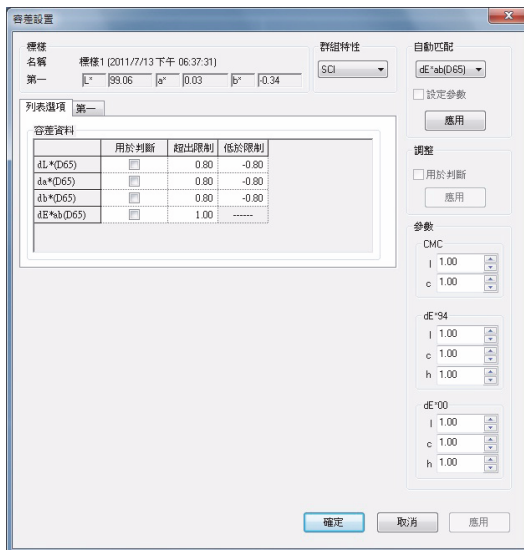 容差設置
標樣
名稱 標樣1 (2011/7/13 下午 06:37:31)
第一 L* 99.06 a* 0.03 b* -0.34
群組特性
SCI
自動匹配
dE*ab(D65)
設定參數
應用
列表選項 第一
容差資料
用於判斷 超出限制 低於限制
dL*(D65) 0.80 -0.80
da*(D65) 0.80 -0.80
db*(D65) 0.80 -0.80
dE*ab(D65) 1.00 ------
調整
用於判斷
應用
參數
CMC
l 1.00
c 1.00
dE*94
l 1.00
c 1.00
h 1.00
dE*00
l 1.00
c 1.00
h 1.00
確定 取消 應用